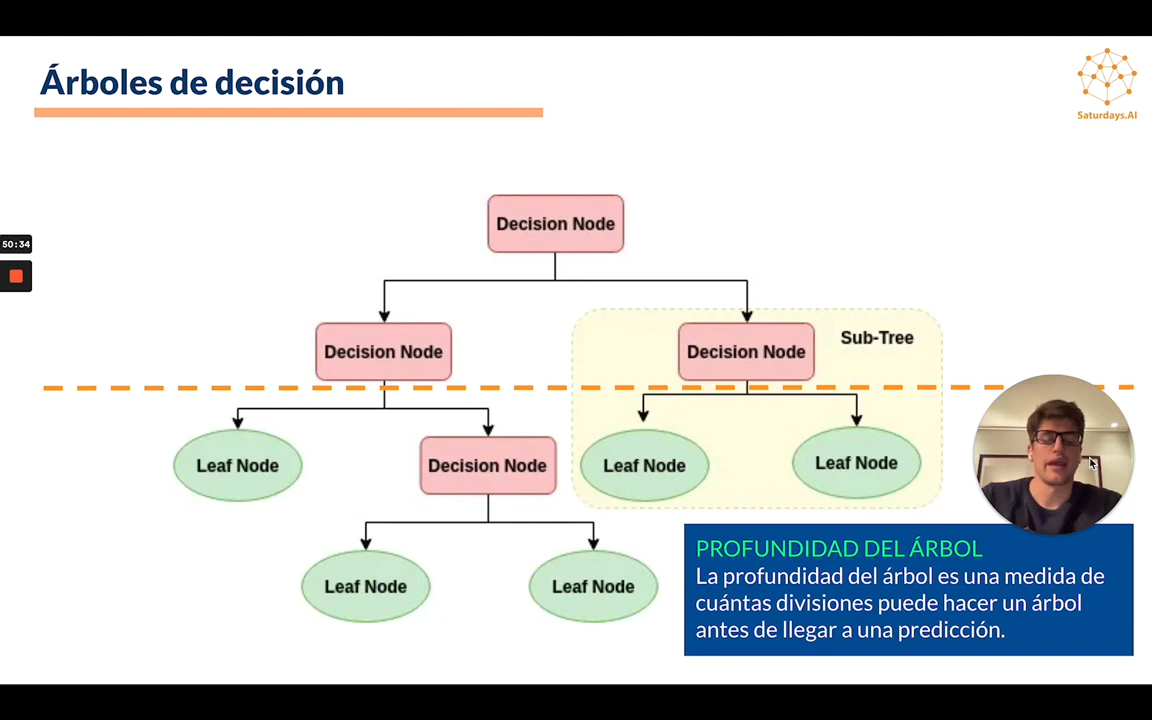 Árboles de decisión
Saturdays.AI
Decision Node
50:34
Decision Node
Decision Node
Sub-Tree
Leaf Node
Decision Node
Leaf Node
Leaf Node
Leaf Node
Leaf Node
PROFUNDIDAD DEL ÁRBOL
La profundidad del árbol es una medida de
cuántas divisiones puede hacer un árbol
antes de llegar a una predicción.